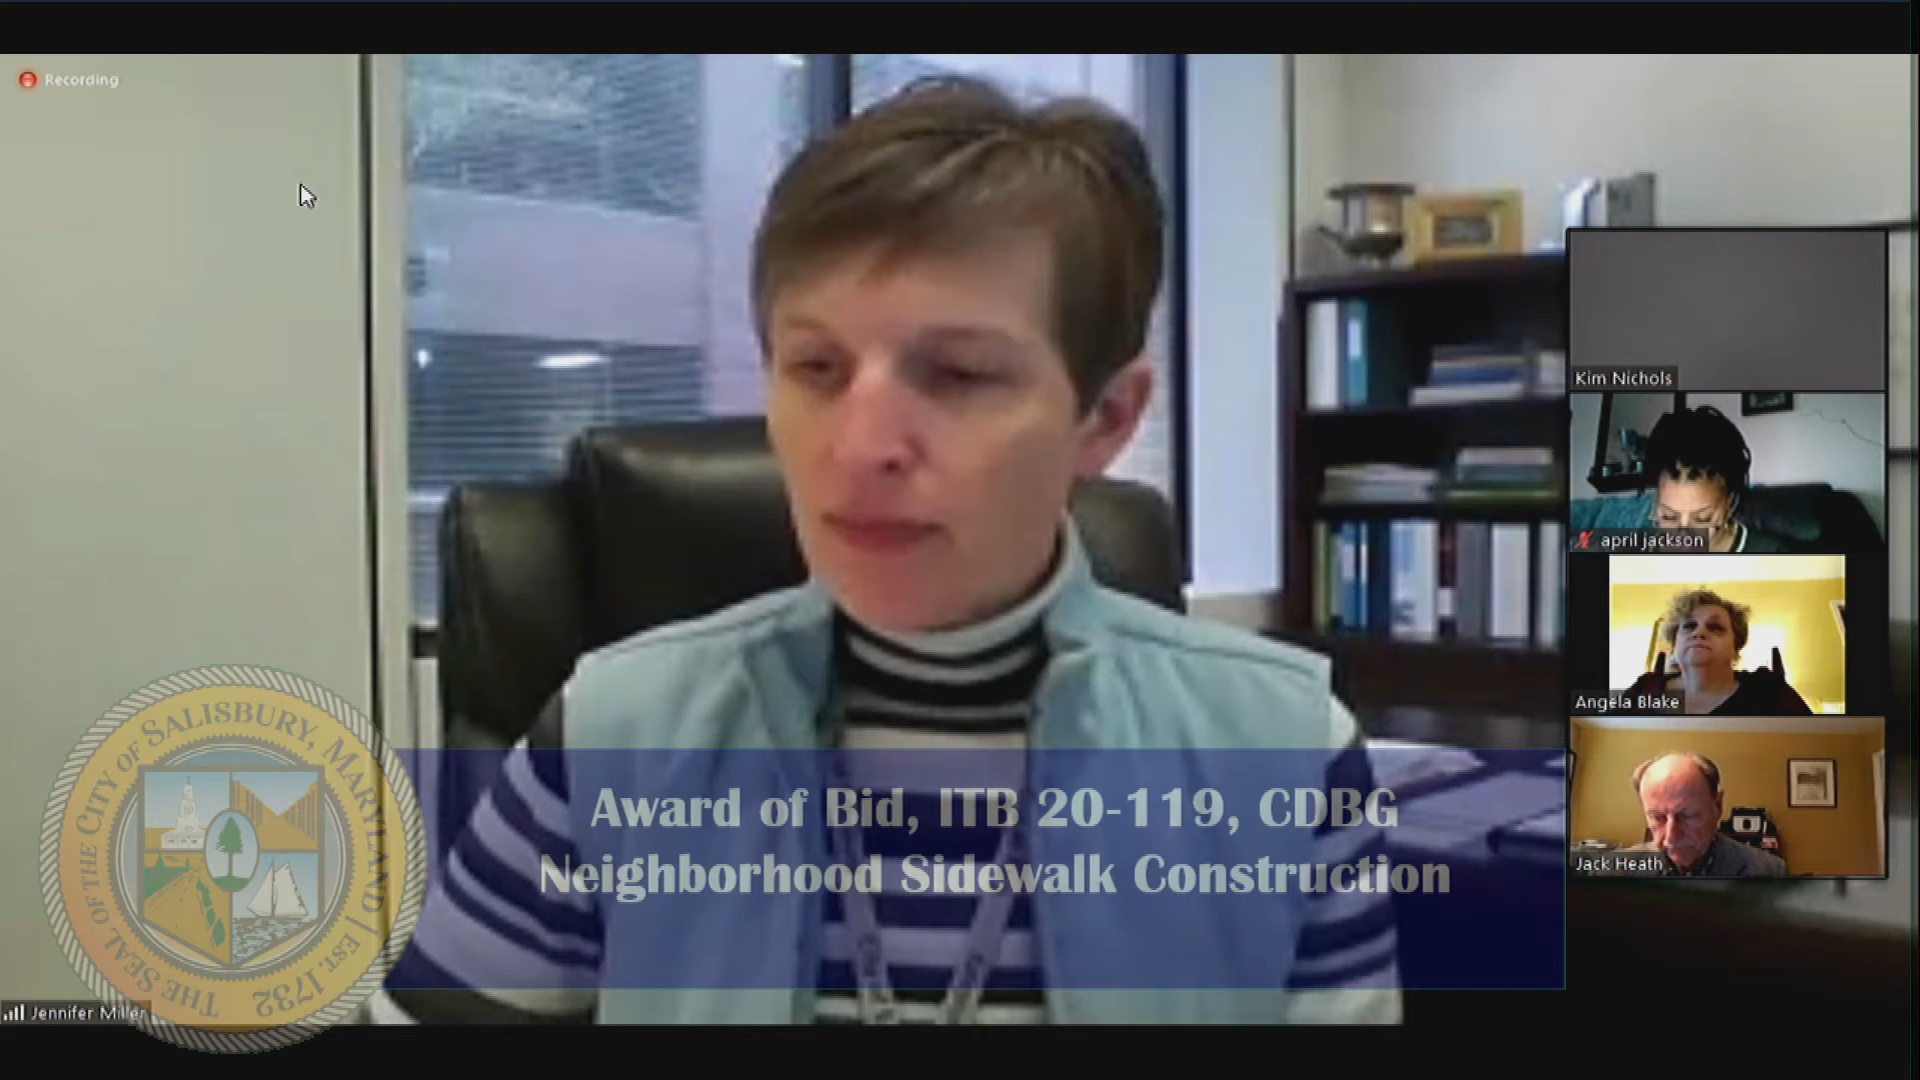 Recording
Kim Nichols
april jackson
Angela Blake
Jack Heath
Award of Bid, ITB 20-119, CDBG
Neighborhood Sidewalk Construction
THE SEAL OF THE CITY OF SALISBURY, MARYLAND | EST. 1732
Jennifer Miller